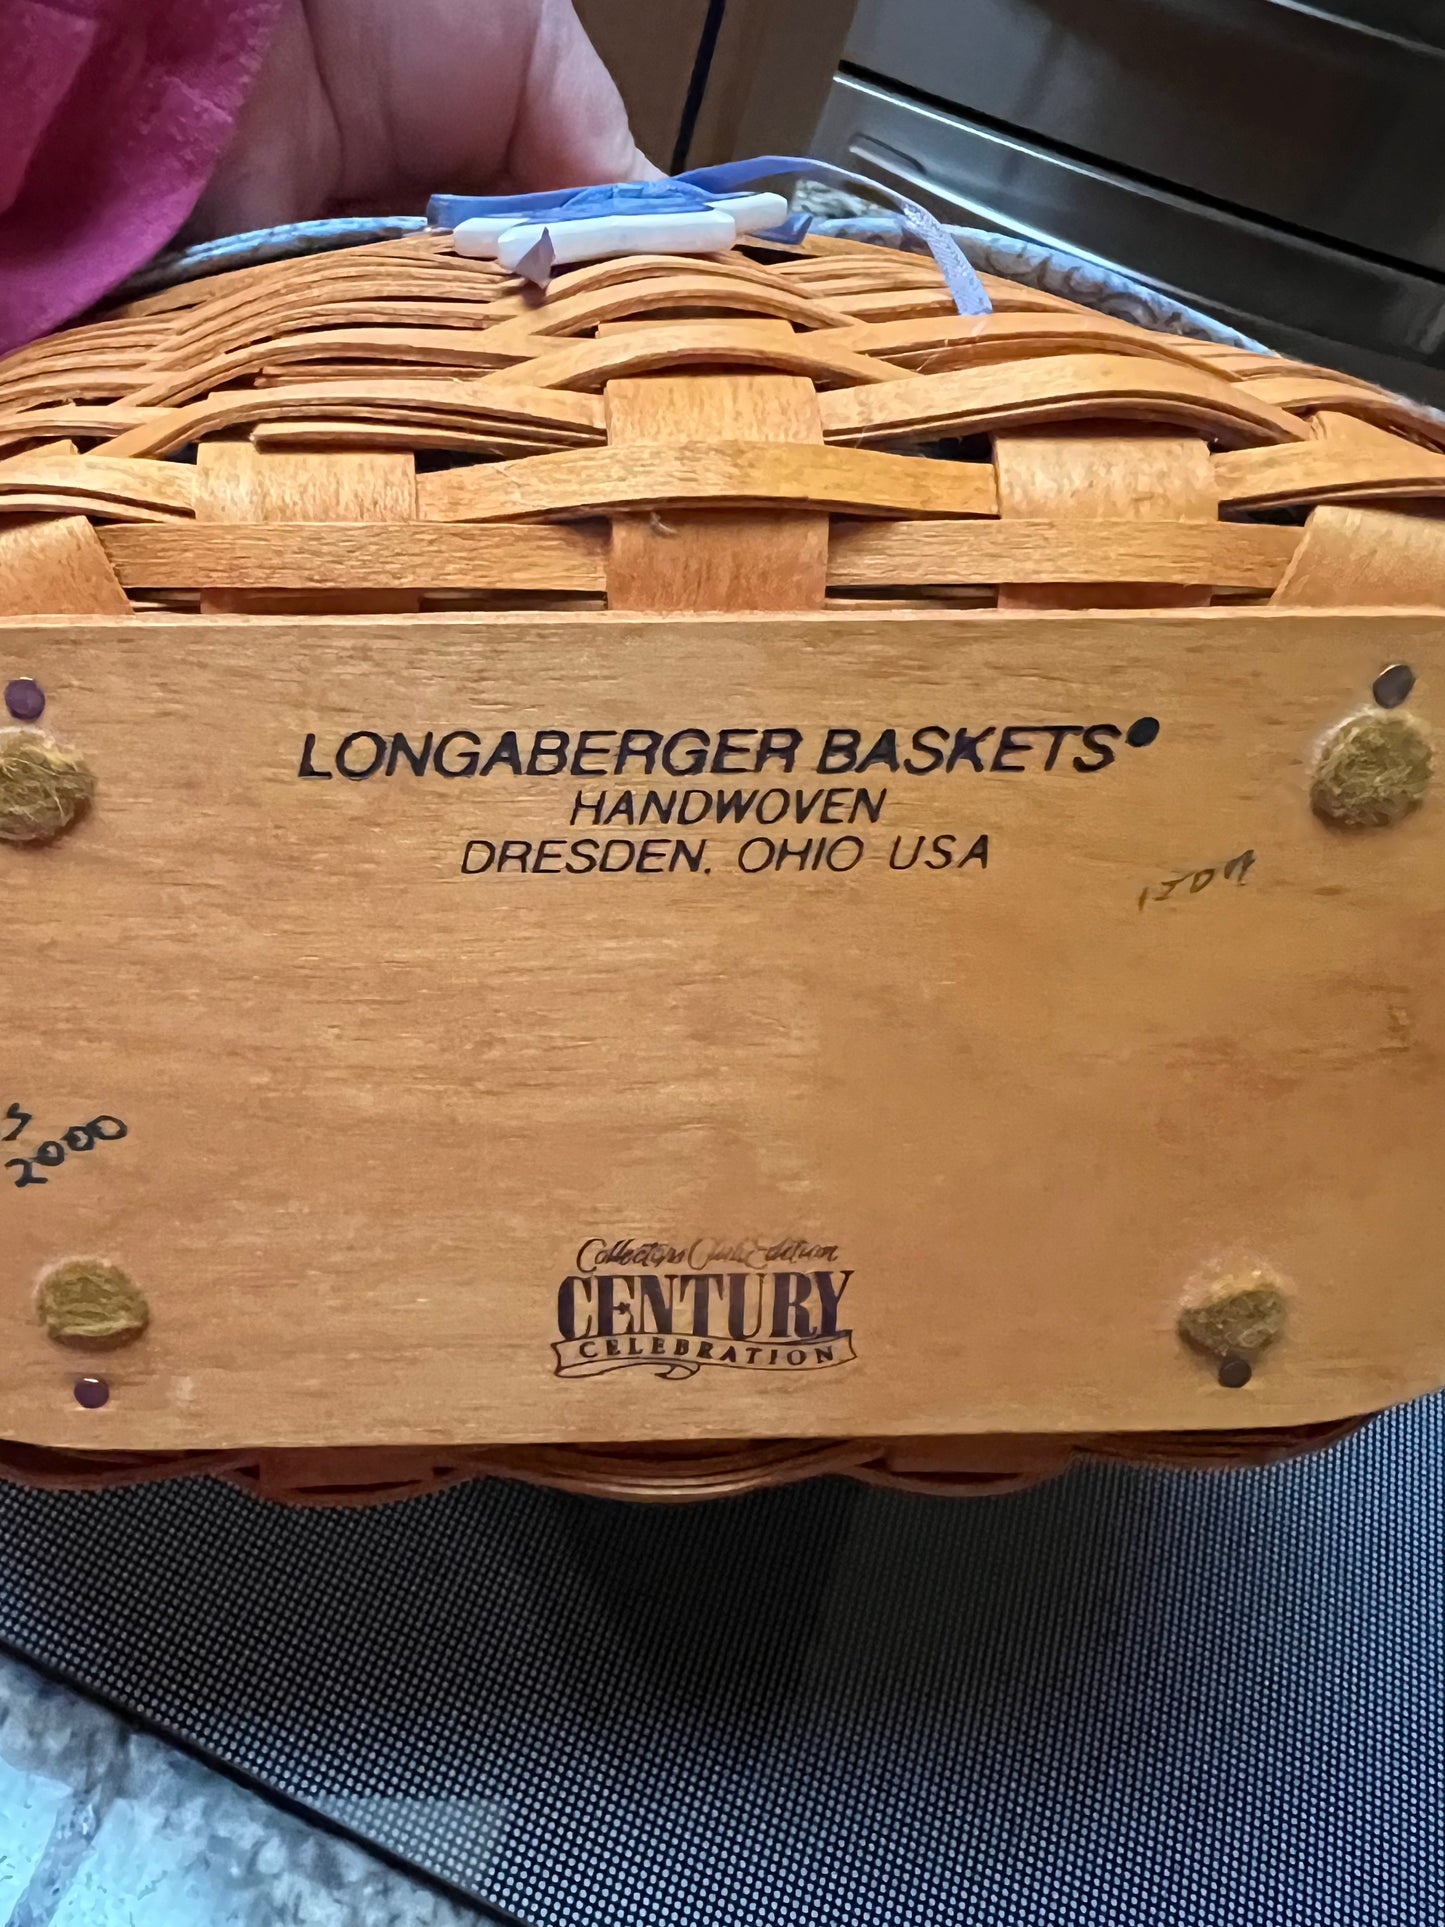 LONGABERGER BASKETS®
HANDWOVEN
DRESDEN, OHIO USA
S
2000
Collectors Club Edition
CENTURY
CELEBRATION